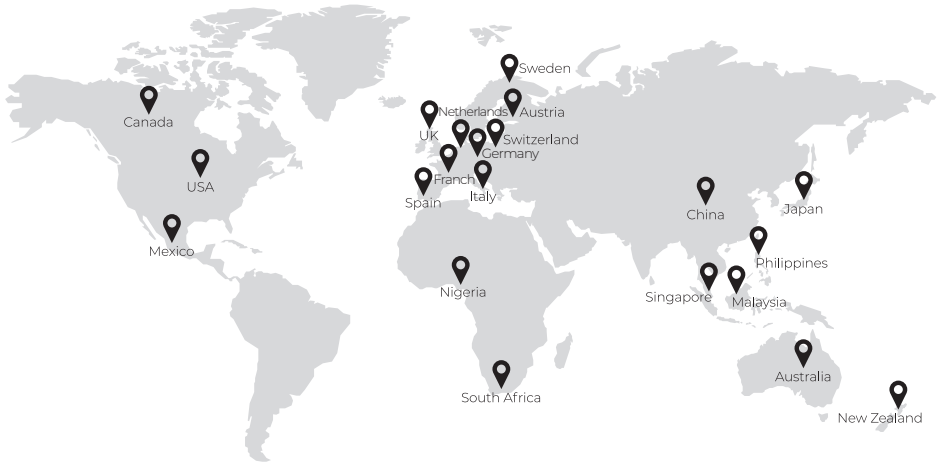 Sweden
Netherlands
Austria
Canada
UK
Switzerland
Germany
Franch
USA
Italy
Spain
China
Japan
Mexico
Philippines
Nigeria
Singapore
Malaysia
Australia
South Africa
New Zealand